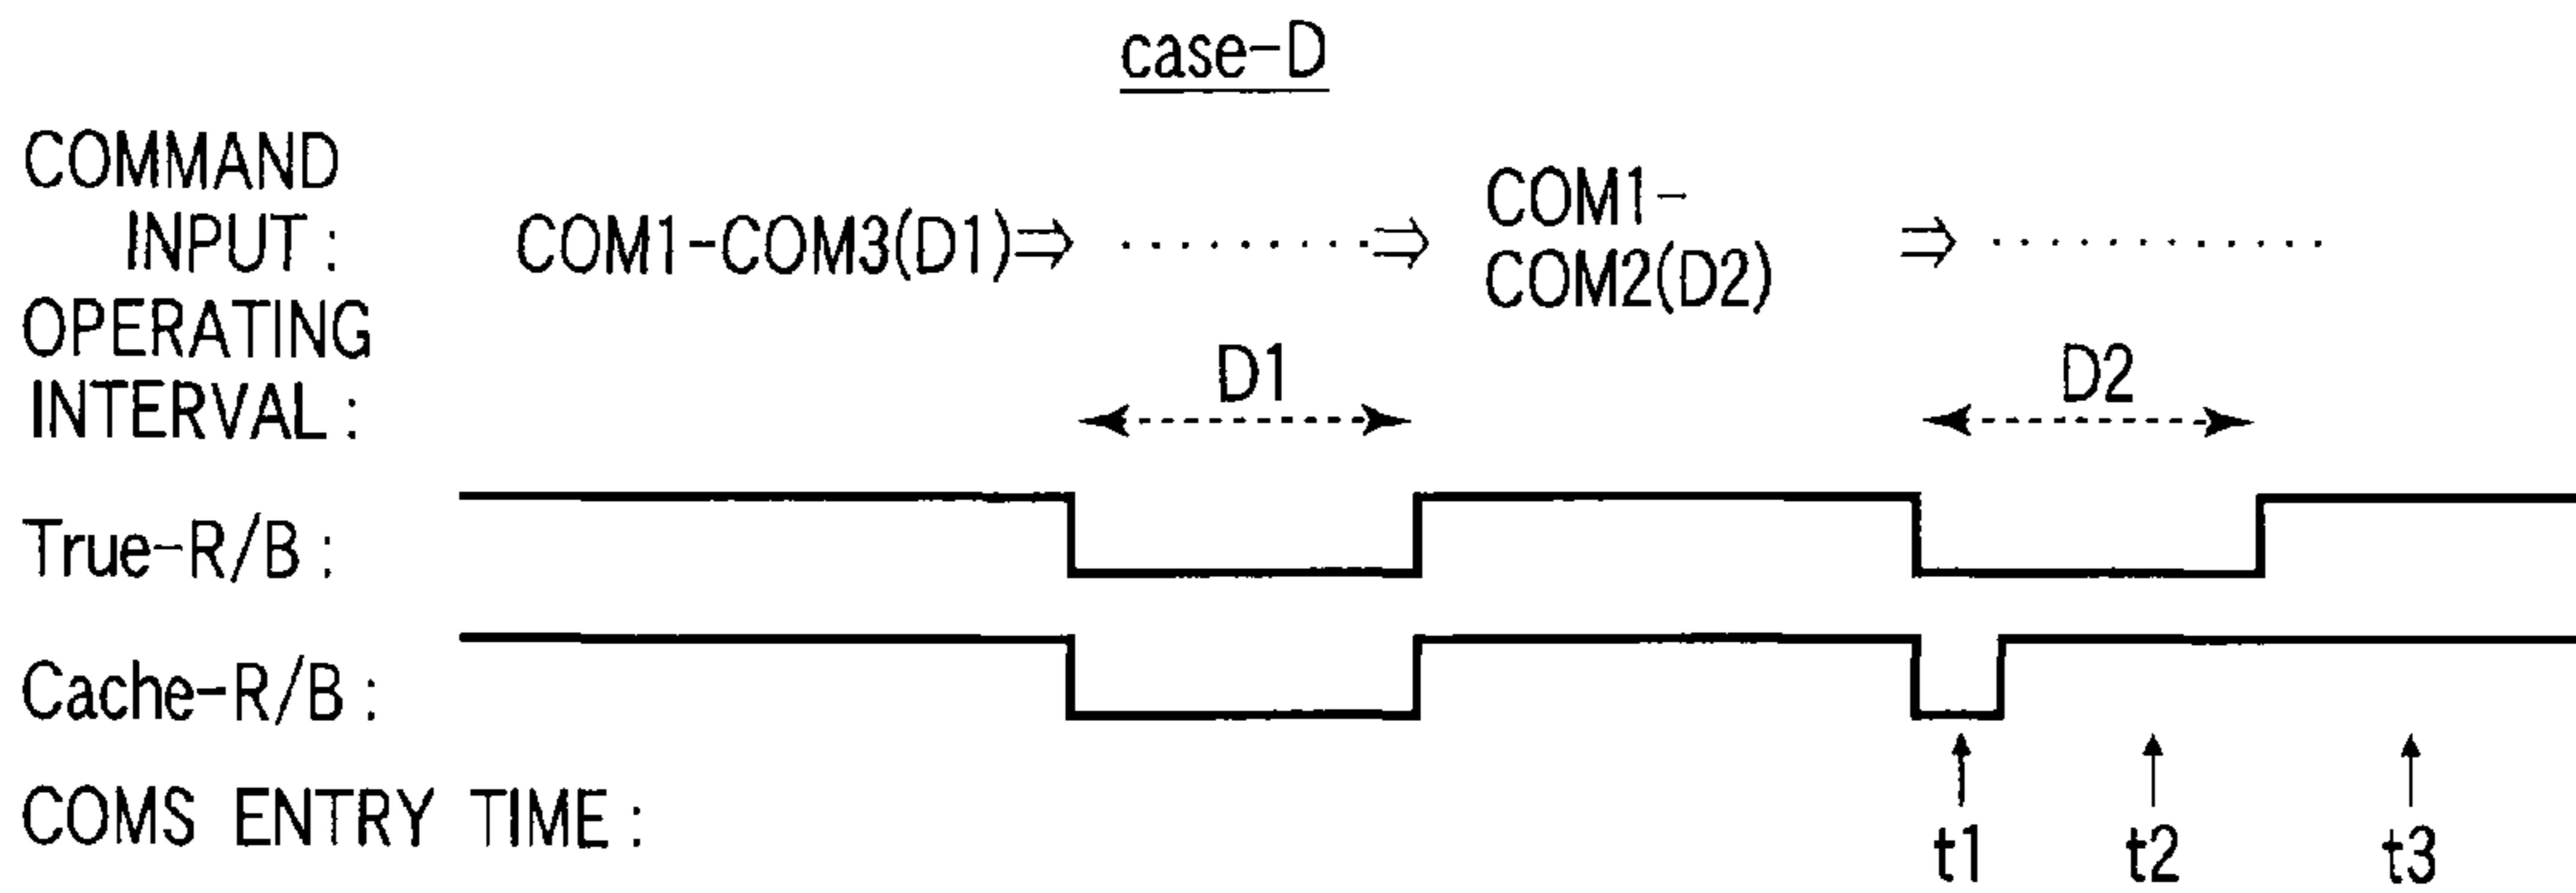 case-D
COMMAND
INPUT :
COM1-COM3(D1)⇒ ·········⇒ COM1-
COM2(D2) ⇒ ············
OPERATING
INTERVAL :
D1 D2
True-R/B :
Cache-R/B :
COMS ENTRY TIME :
t1 t2 t3